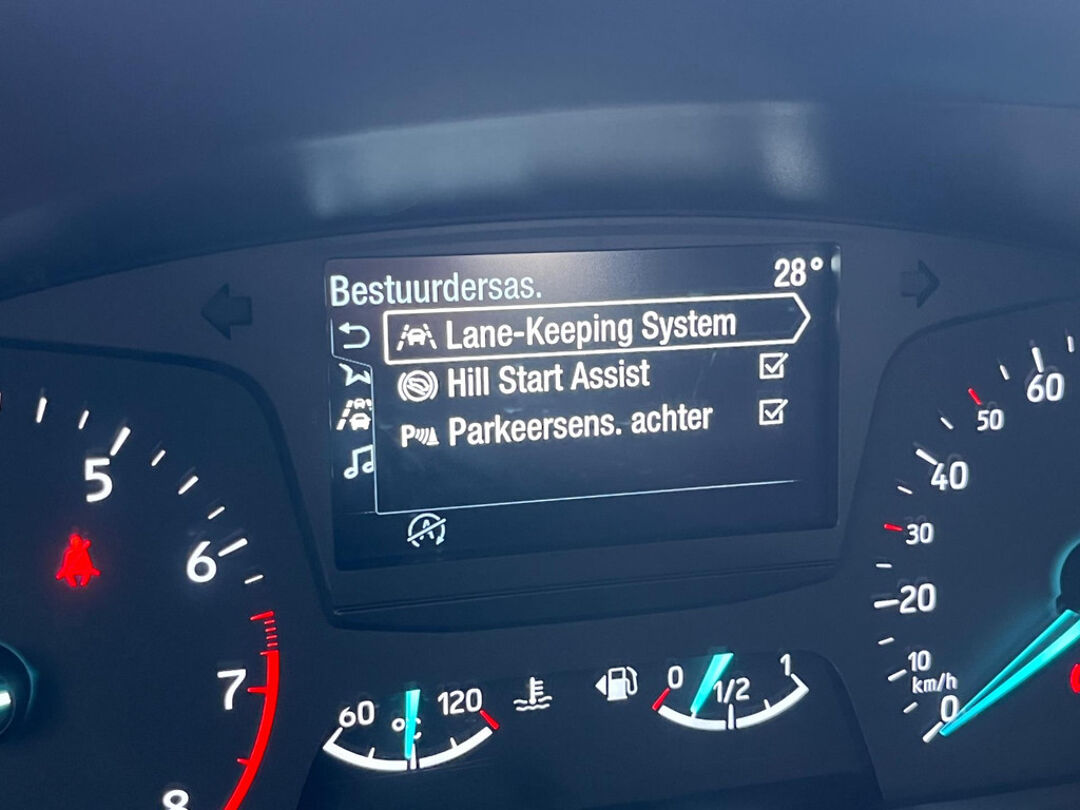 Bestuurdersas. 28°
Lane-Keeping System
Hill Start Assist
Parkeersens. achter
5
6
7
8
60 °C 120
0 1/2 1
60
50
40
30
20
10
km/h
0